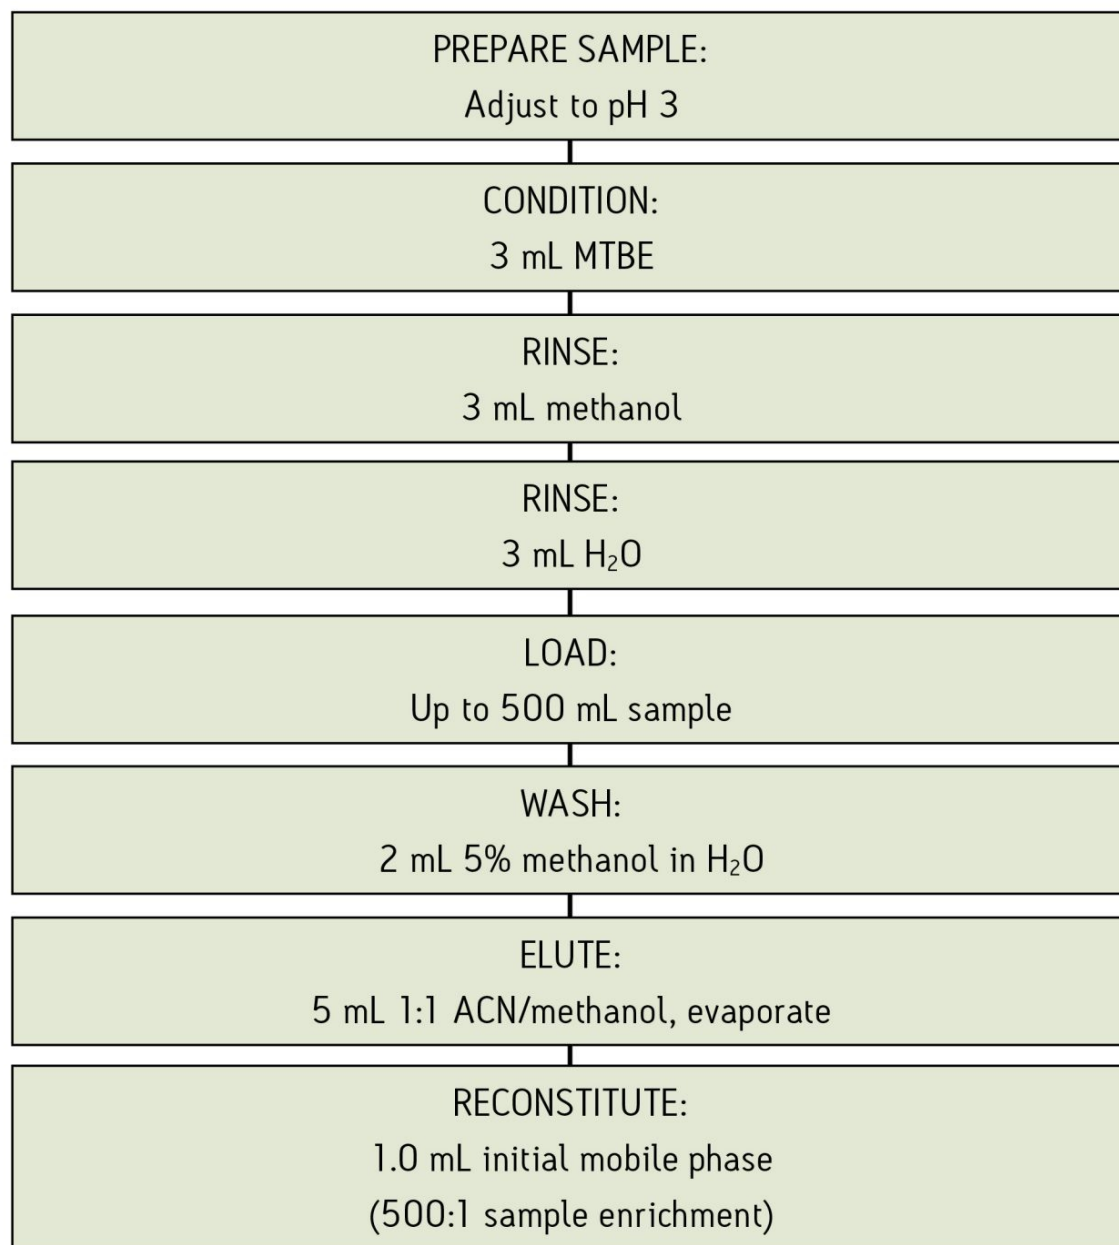 PREPARE SAMPLE:
Adjust to pH 3
CONDITION:
3 mL MTBE
RINSE:
3 mL methanol
RINSE:
3 mL H₂O
LOAD:
Up to 500 mL sample
WASH:
2 mL 5% methanol in H₂O
ELUTE:
5 mL 1:1 ACN/methanol, evaporate
RECONSTITUTE:
1.0 mL initial mobile phase
(500:1 sample enrichment)